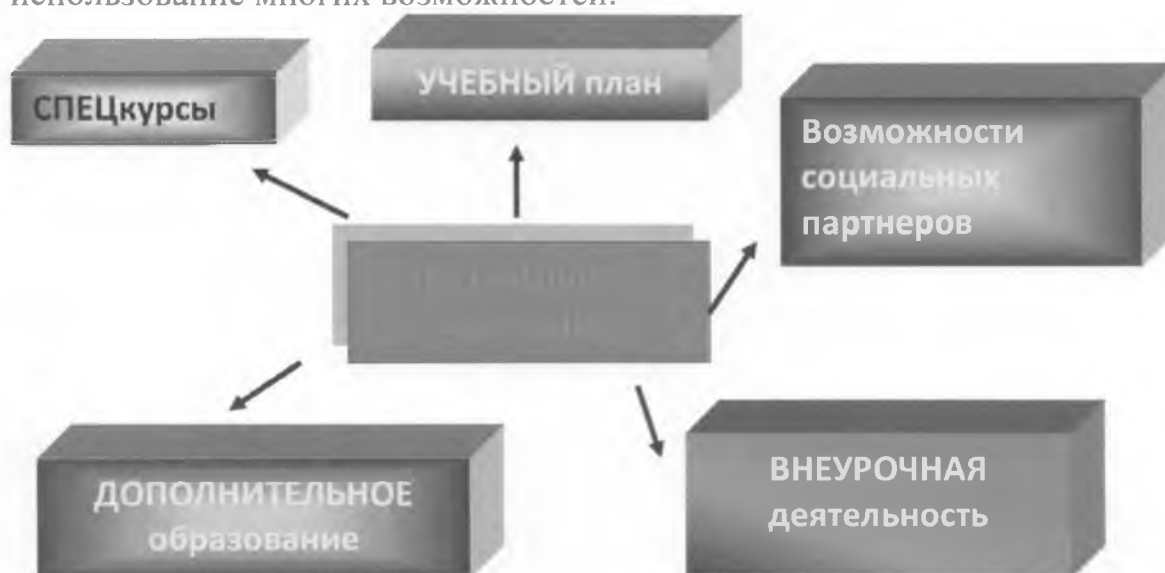 использование многих возможностей.
СПЕЦкурсы
УЧЕБНЫЙ план
Возможности
социальных
партнеров
ДОПОЛНИТЕЛЬНОЕ
образование
ВНЕУРОЧНАЯ
деятельность